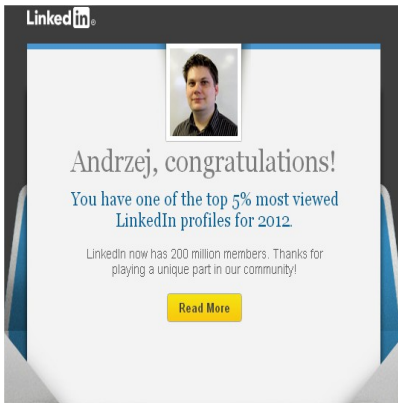 Linked in®
Andrzej, congratulations!
You have one of the top 5% most viewed
LinkedIn profiles for 2012.
LinkedIn now has 200 million members. Thanks for
playing a unique part in our community!
Read More